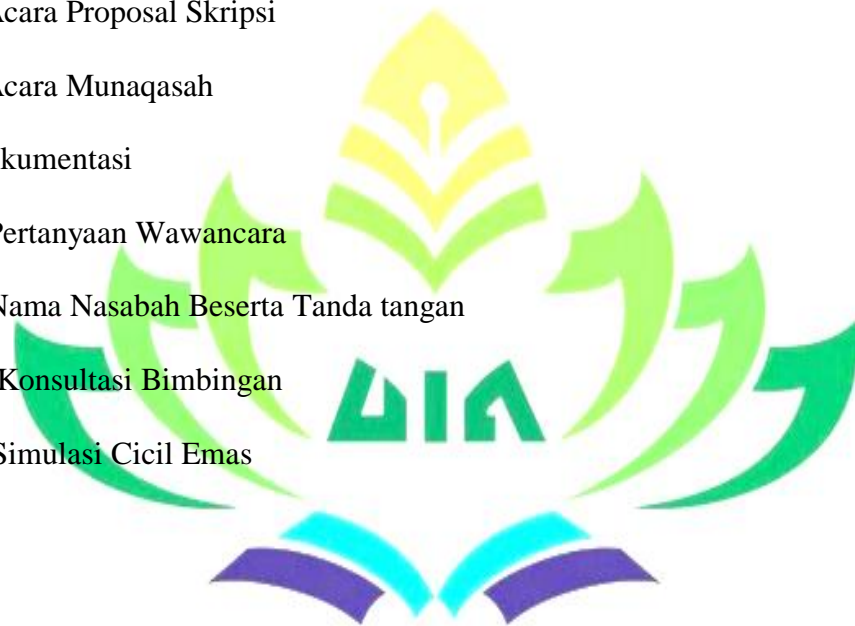 Acara Proposal Skripsi
Acara Munaqasah
kumentasi
Pertanyaan Wawancara
Nama Nasabah Beserta Tanda tangan
Konsultasi Bimbingan
UIN
Simulasi Cicil Emas